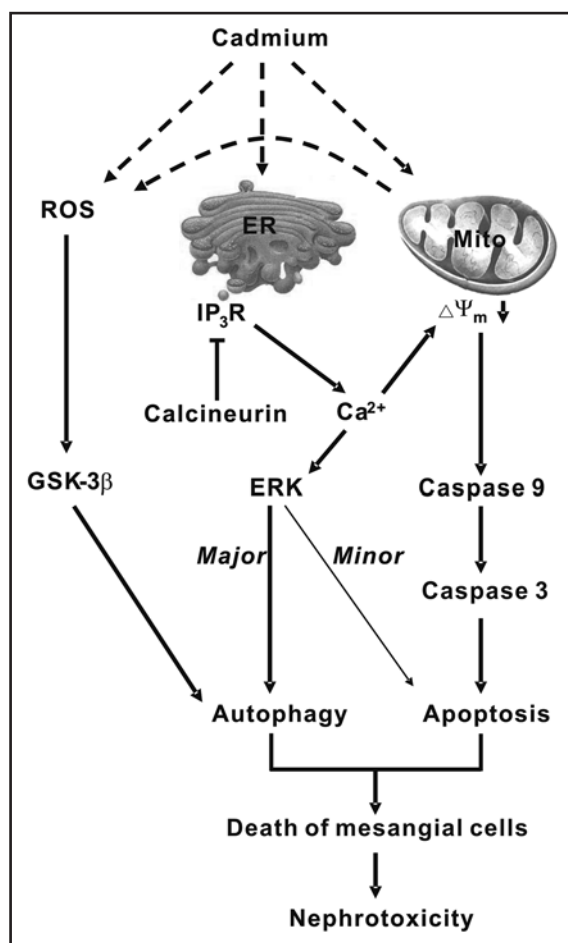 Cadmium
ROS
ER
Mito
IP₃R
△Ψₘ
Calcineurin
Ca²⁺
GSK-3β
ERK
Caspase 9
Major
Minor
Caspase 3
Autophagy
Apoptosis
Death of mesangial cells
Nephrotoxicity